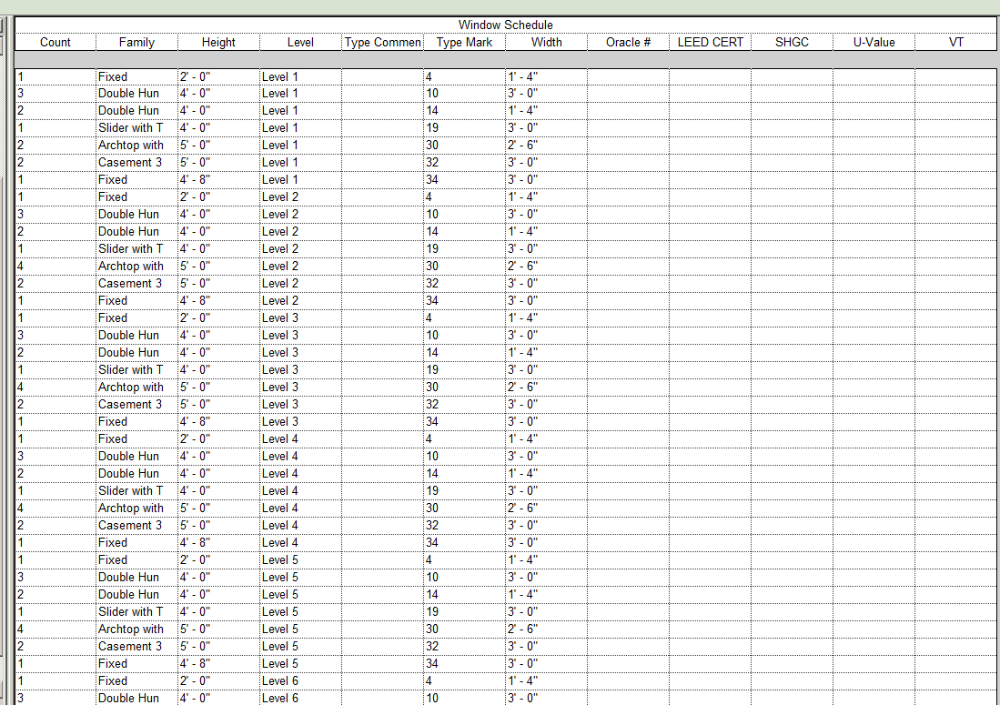 Window Schedule
Count Family Height Level Type Commen Type Mark Width Oracle # LEED CERT SHGC U-Value VT
1 Fixed 2' - 0" Level 1 4 1' - 4"
3 Double Hun 4' - 0" Level 1 10 3' - 0"
2 Double Hun 4' - 0" Level 1 14 1' - 4"
1 Slider with T 4' - 0" Level 1 19 3' - 0"
2 Archtop with 5' - 0" Level 1 30 2' - 6"
2 Casement 3 5' - 0" Level 1 32 3' - 0"
1 Fixed 4' - 8" Level 1 34 3' - 0"
1 Fixed 2' - 0" Level 2 4 1' - 4"
3 Double Hun 4' - 0" Level 2 10 3' - 0"
2 Double Hun 4' - 0" Level 2 14 1' - 4"
1 Slider with T 4' - 0" Level 2 19 3' - 0"
4 Archtop with 5' - 0" Level 2 30 2' - 6"
2 Casement 3 5' - 0" Level 2 32 3' - 0"
1 Fixed 4' - 8" Level 2 34 3' - 0"
1 Fixed 2' - 0" Level 3 4 1' - 4"
3 Double Hun 4' - 0" Level 3 10 3' - 0"
2 Double Hun 4' - 0" Level 3 14 1' - 4"
1 Slider with T 4' - 0" Level 3 19 3' - 0"
4 Archtop with 5' - 0" Level 3 30 2' - 6"
2 Casement 3 5' - 0" Level 3 32 3' - 0"
1 Fixed 4' - 8" Level 3 34 3' - 0"
1 Fixed 2' - 0" Level 4 4 1' - 4"
3 Double Hun 4' - 0" Level 4 10 3' - 0"
2 Double Hun 4' - 0" Level 4 14 1' - 4"
1 Slider with T 4' - 0" Level 4 19 3' - 0"
4 Archtop with 5' - 0" Level 4 30 2' - 6"
2 Casement 3 5' - 0" Level 4 32 3' - 0"
1 Fixed 4' - 8" Level 4 34 3' - 0"
1 Fixed 2' - 0" Level 5 4 1' - 4"
3 Double Hun 4' - 0" Level 5 10 3' - 0"
2 Double Hun 4' - 0" Level 5 14 1' - 4"
1 Slider with T 4' - 0" Level 5 19 3' - 0"
4 Archtop with 5' - 0" Level 5 30 2' - 6"
2 Casement 3 5' - 0" Level 5 32 3' - 0"
1 Fixed 4' - 8" Level 5 34 3' - 0"
1 Fixed 2' - 0" Level 6 4 1' - 4"
3 Double Hun 4' - 0" Level 6 10 3' - 0"